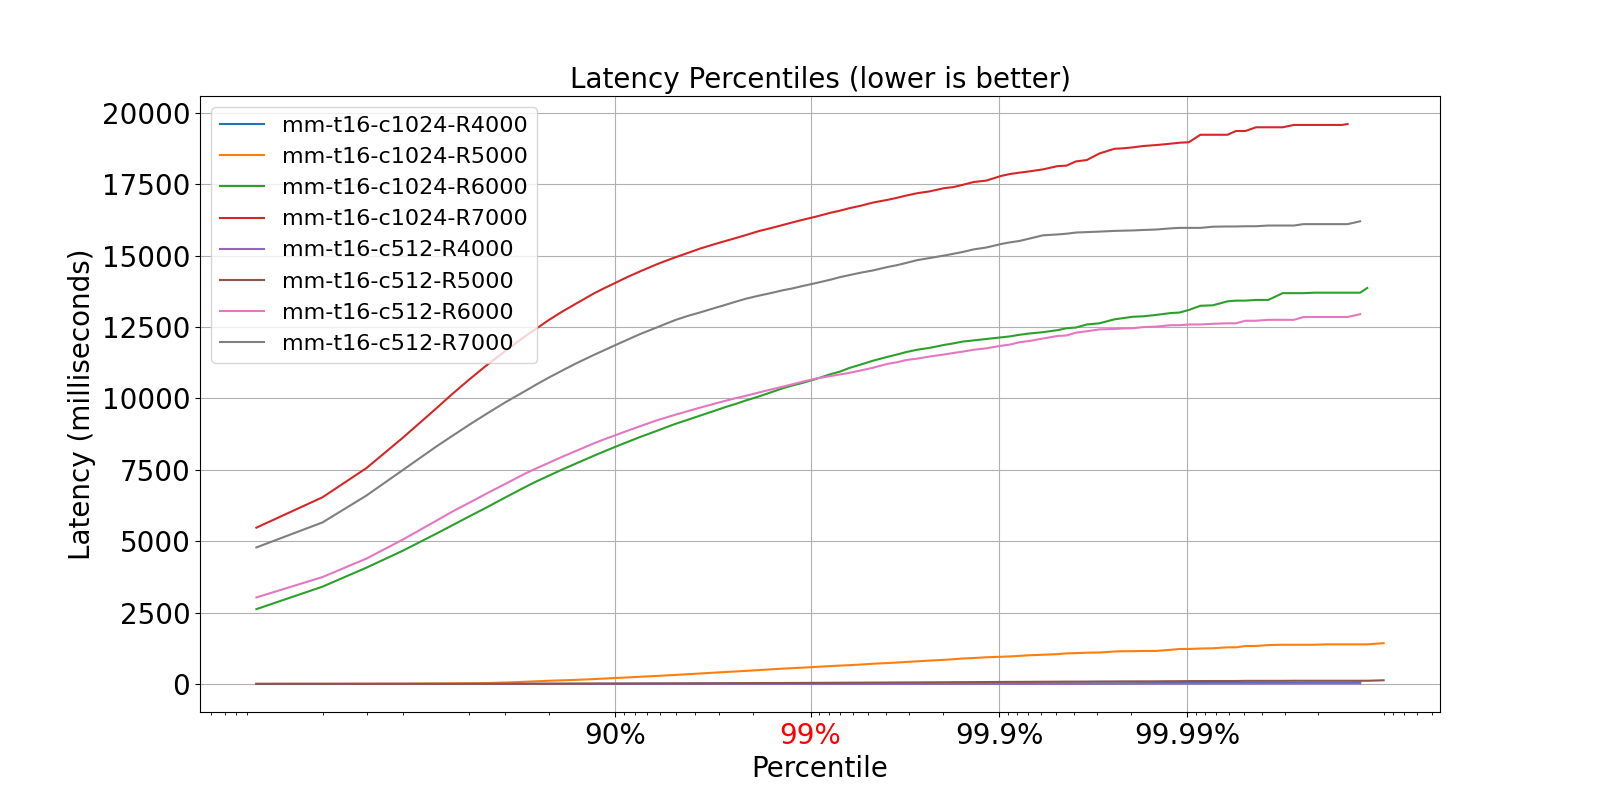 Latency Percentiles (lower is better)
20000
17500
15000
12500
10000
7500
5000
2500
0
Latency (milliseconds)
mm-t16-c1024-R4000
mm-t16-c1024-R5000
mm-t16-c1024-R6000
mm-t16-c1024-R7000
mm-t16-c512-R4000
mm-t16-c512-R5000
mm-t16-c512-R6000
mm-t16-c512-R7000
90% 99% 99.9% 99.99%
Percentile